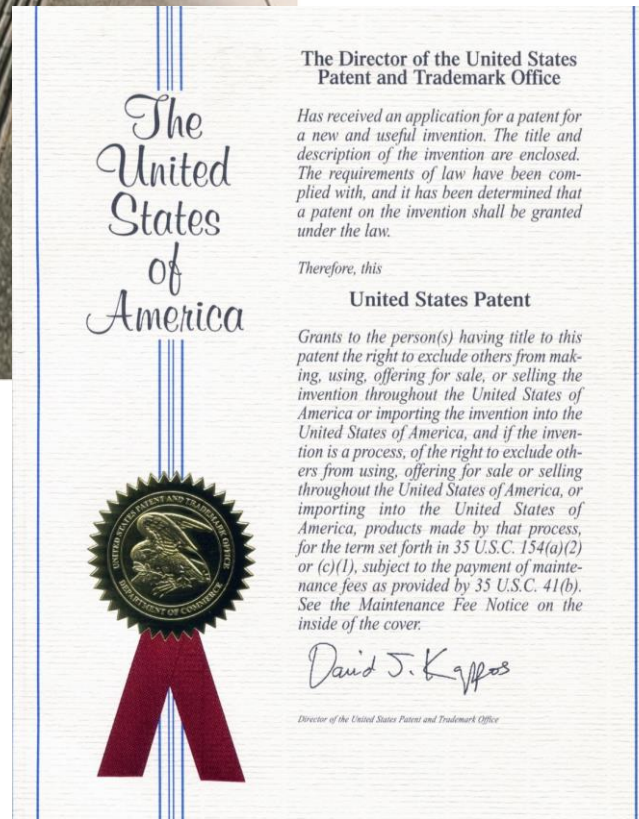 The
United
States
of
America
The Director of the United States
Patent and Trademark Office
Has received an application for a patent for
a new and useful invention. The title and
description of the invention are enclosed.
The requirements of law have been com-
plied with, and it has been determined that
a patent on the invention shall be granted
under the law.
Therefore, this
United States Patent
Grants to the person(s) having title to this
patent the right to exclude others from mak-
ing, using, offering for sale, or selling the
invention throughout the United States of
America or importing the invention into the
United States of America, and if the inven-
tion is a process, of the right to exclude oth-
ers from using, offering for sale or selling
throughout the United States of America, or
importing into the United States of
America, products made by that process,
for the term set forth in 35 U.S.C. 154(a)(2)
or (c)(1), subject to the payment of mainte-
nance fees as provided by 35 U.S.C. 41(b).
See the Maintenance Fee Notice on the
inside of the cover.
David J. Kappos
Director of the United States Patent and Trademark Office
UNITED STATES PATENT AND TRADEMARK OFFICE
DEPARTMENT OF COMMERCE